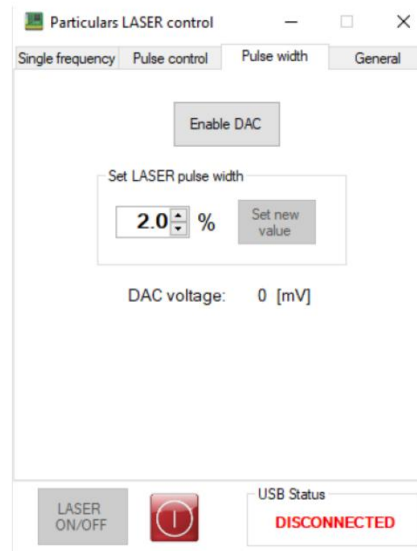 Particulars LASER control
Single frequency Pulse control Pulse width General
Enable DAC
Set LASER pulse width
2.0 % Set new value
DAC voltage: 0 [mV]
LASER ON/OFF
USB Status
DISCONNECTED